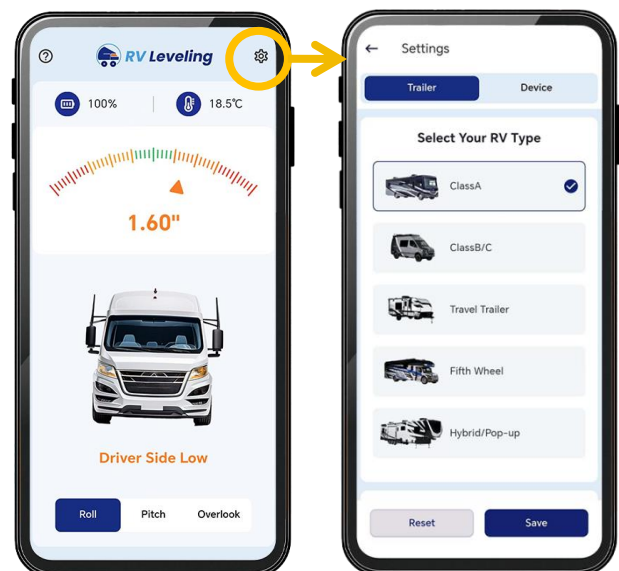 RV Leveling
100%
18.5℃
1.60"
Driver Side Low
Roll Pitch Overlook
Settings
Trailer Device
Select Your RV Type
ClassA
ClassB/C
Travel Trailer
Fifth Wheel
Hybrid/Pop-up
Reset Save